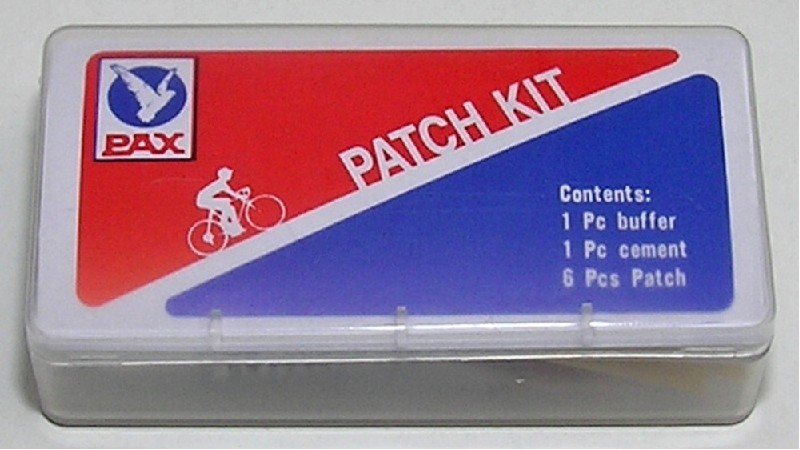 PAX
PATCH KIT
Contents:
1 Pc buffer
1 Pc cement
6 Pcs Patch